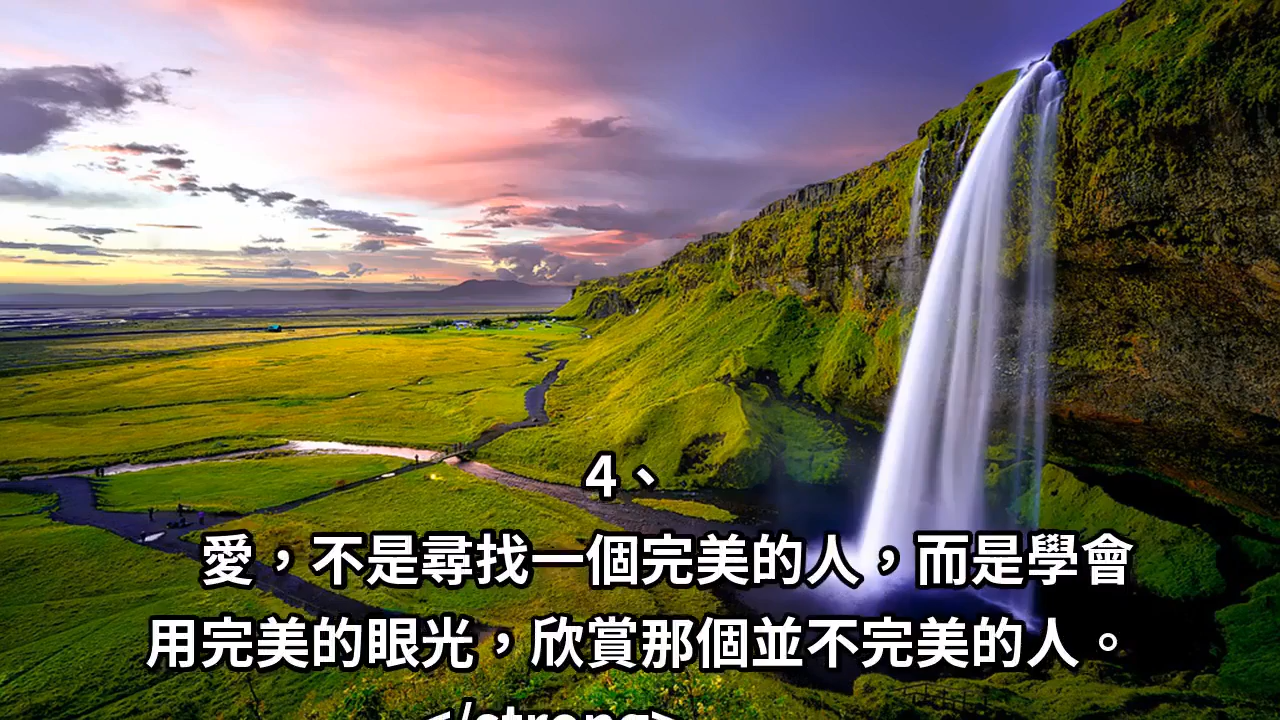 4、
愛，不是尋找一個完美的人，而是學會
用完美的眼光，欣賞那個並不完美的人。
</strong>